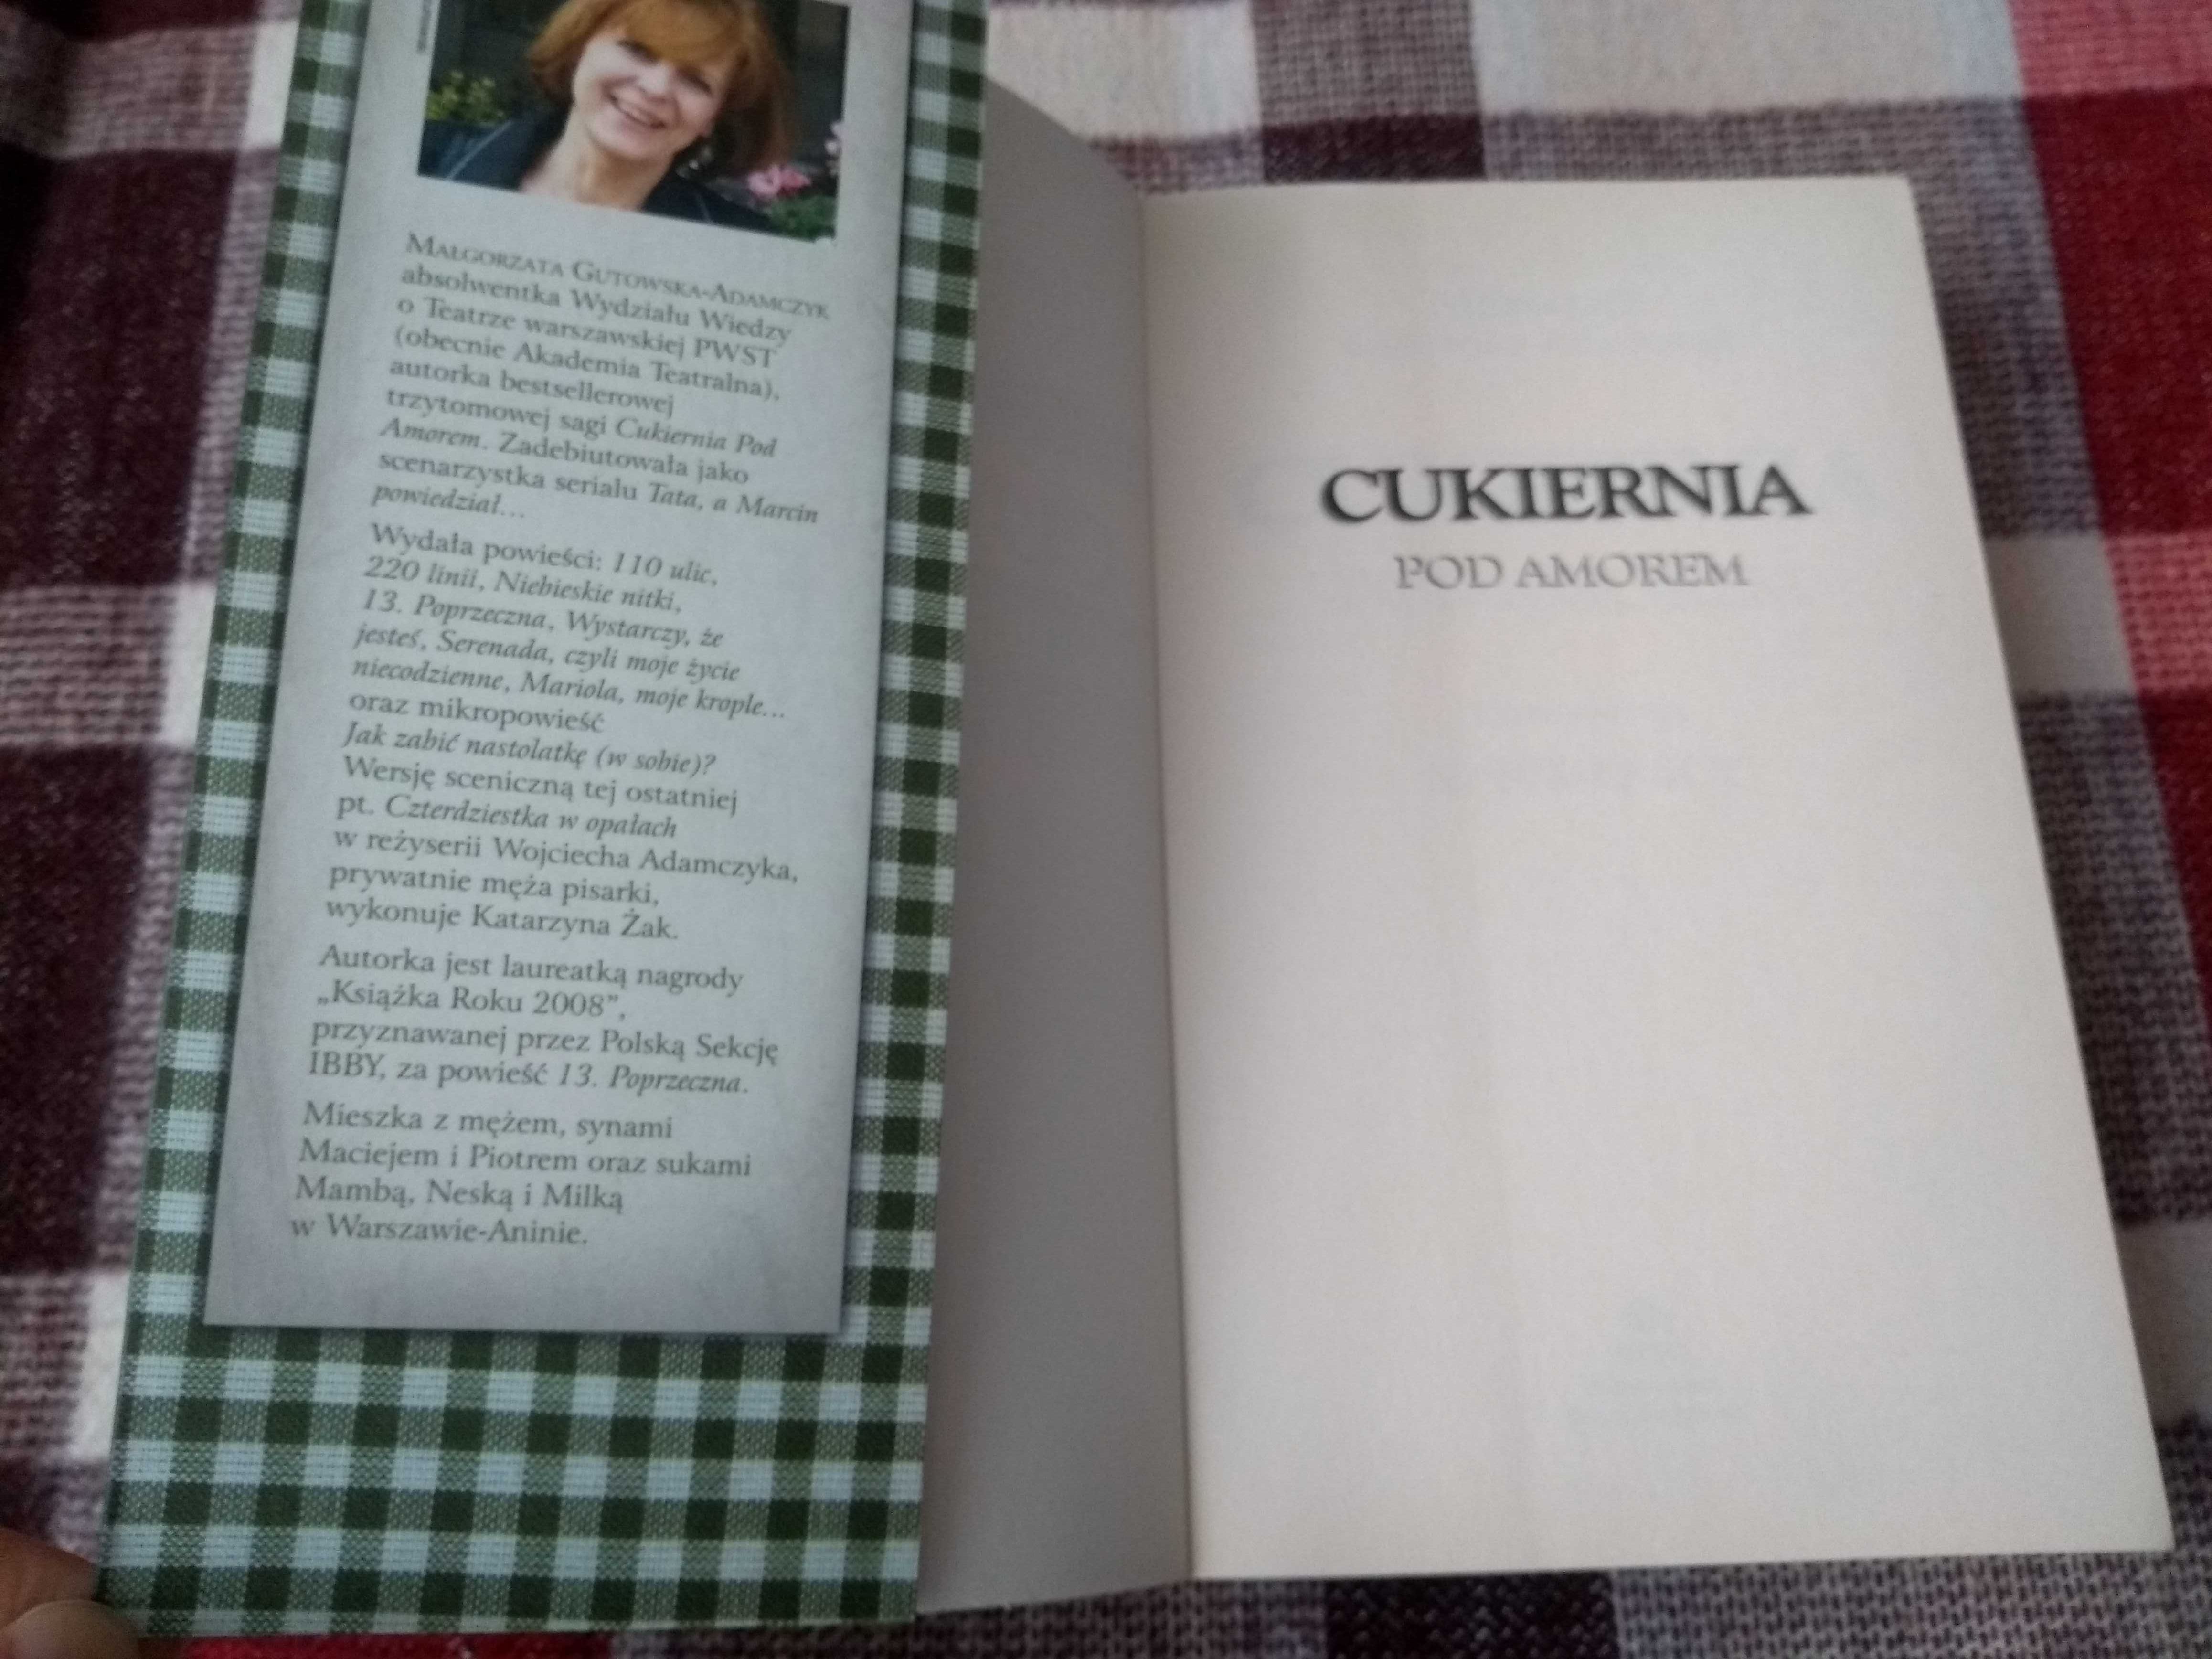 MAŁGORZATA GUTOWSKA-ADAMCZYK
absolwentka Wydziału Wiedzy
o Teatrze warszawskiej PWST
(obecnie Akademia Teatralna),
autorka bestsellerowej
trzytomowej sagi Cukiernia Pod
Amorem. Zadebiutowała jako
scenarzystka serialu Tata, a Marcin
powiedział...
Wydała powieści: 110 ulic,
220 linii, Niebieskie nitki,
13. Poprzeczna, Wystarczy, że
jesteś, Serenada, czyli moje życie
niecodzienne, Mariola, moje krople...
oraz mikropowieść
Jak zabić nastolatkę (w sobie)?
Wersję sceniczną tej ostatniej
pt. Czterdziestka w opałach
w reżyserii Wojciecha Adamczyka,
prywatnie męża pisarki,
wykonuje Katarzyna Żak.
Autorka jest laureatką nagrody
„Książka Roku 2008”,
przyznawanej przez Polską Sekcję
IBBY, za powieść 13. Poprzeczna.
Mieszka z mężem, synami
Maciejem i Piotrem oraz sukami
Mambą, Neską i Milką
w Warszawie-Aninie.
CUKIERNIA
POD AMOREM